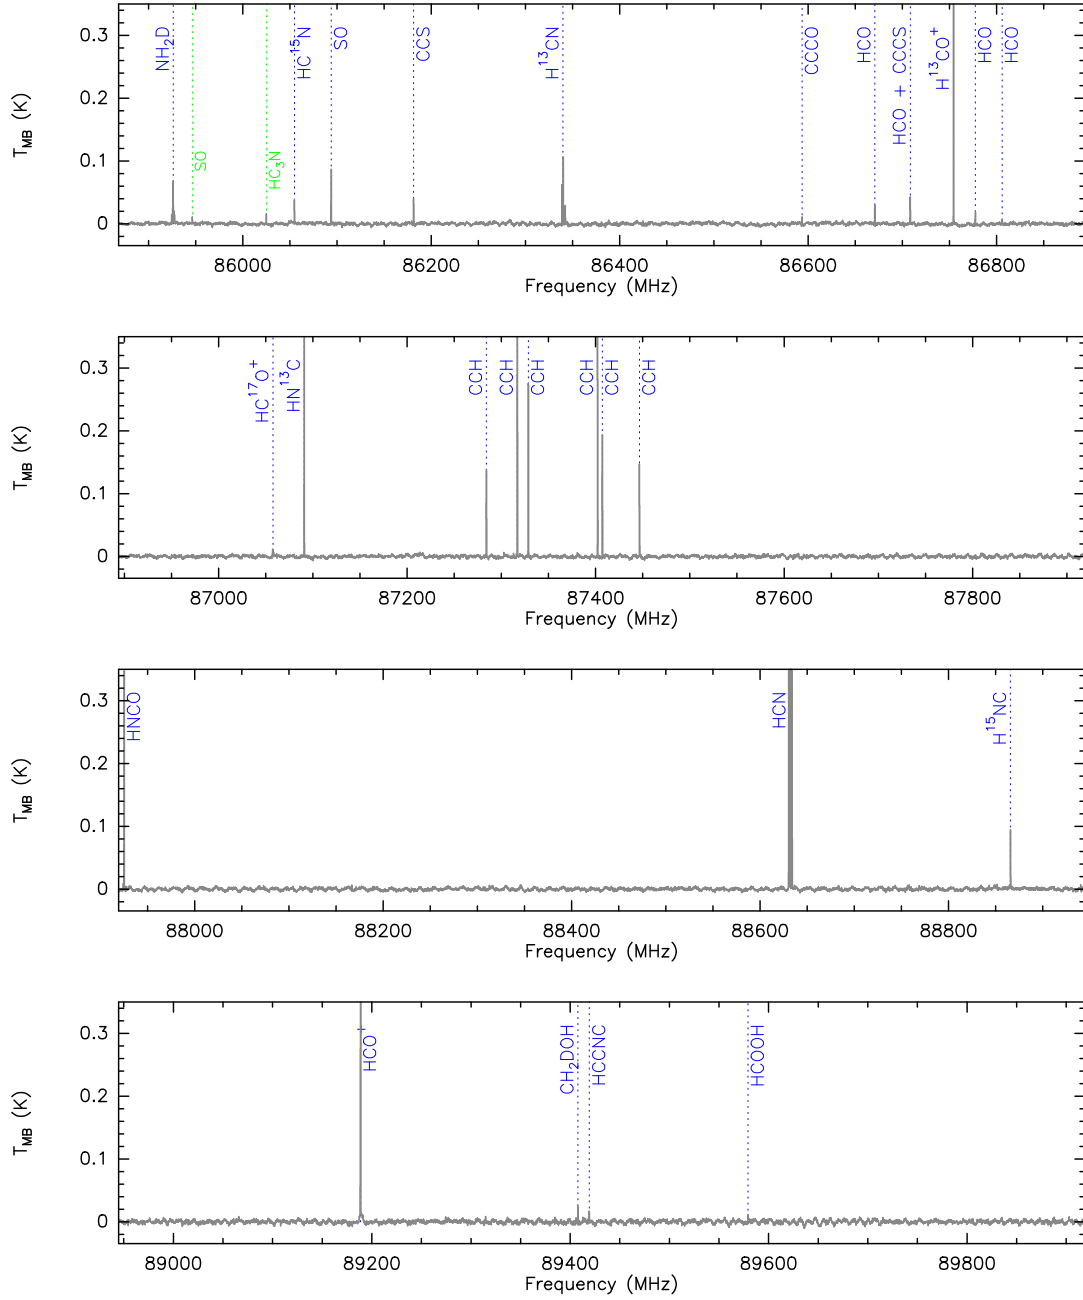 0.3
0.2
0.1
0
T_MB (K)
NH₂D
SO
HC₃N
HC¹⁵N
SO
CCS
H¹³CN
CCCO
HCO
HCO + CCCS
H¹³CO⁺
HCO
HCO
86000 86200 86400 86600 86800
Frequency (MHz)
0.3
0.2
0.1
0
T_MB (K)
HC¹⁷O⁺
HN¹³C
CCH
CCH
CCH
CCH
CCH
CCH
87000 87200 87400 87600 87800
Frequency (MHz)
0.3
0.2
0.1
0
T_MB (K)
HNCO
HCN
H¹⁵NC
88000 88200 88400 88600 88800
Frequency (MHz)
0.3
0.2
0.1
0
T_MB (K)
HCO⁺
CH₂DOH
HCCNC
HCOOH
89000 89200 89400 89600 89800
Frequency (MHz)